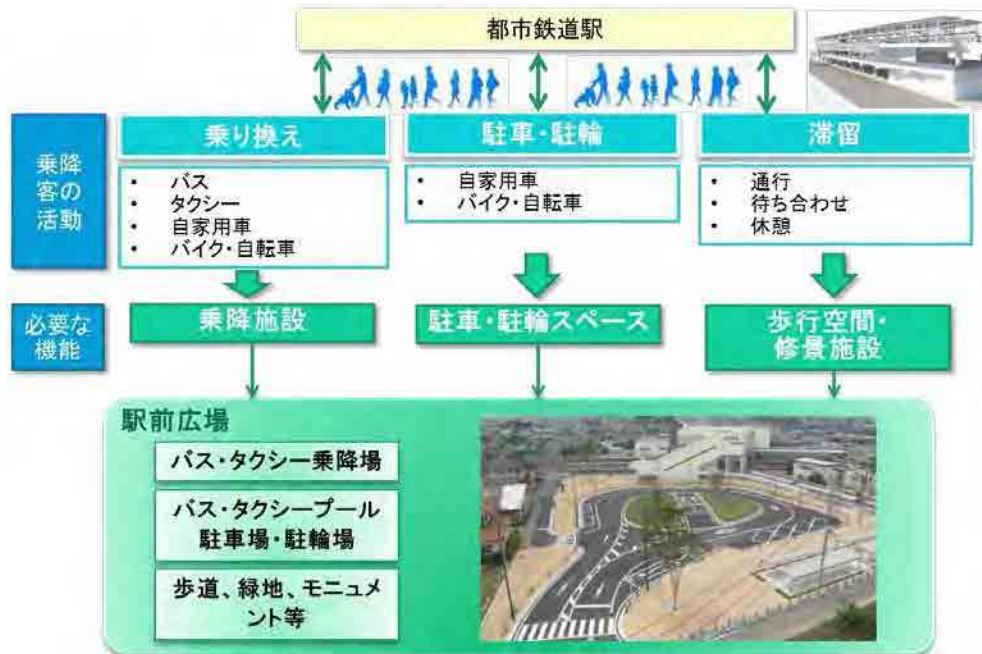 都市鉄道駅
乗降
客の
活動
乗り換え
• バス
• タクシー
• 自家用車
• バイク・自転車
駐車・駐輪
• 自家用車
• バイク・自転車
滞留
• 通行
• 待ち合わせ
• 休憩
必要な
機能
乗降施設
駐車・駐輪スペース
歩行空間・
修景施設
駅前広場
バス・タクシー乗降場
バス・タクシープール
駐車場・駐輪場
歩道、緑地、モニュメ
ント等